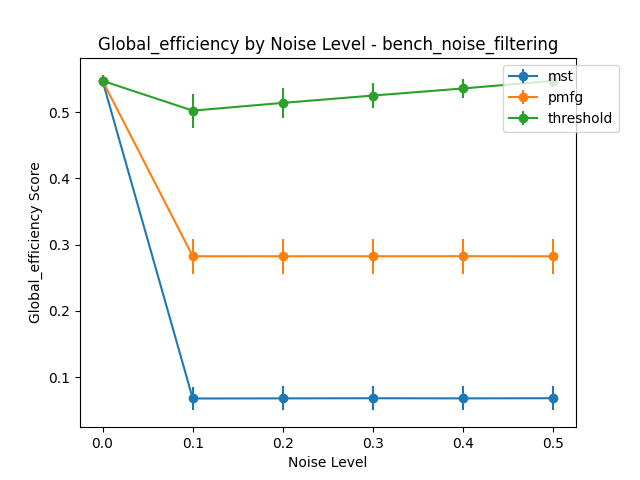 Global_efficiency by Noise Level - bench_noise_filtering
mst
pmfg
threshold
Global_efficiency Score
0.5
0.4
0.3
0.2
0.1
0.0
0.1
0.2
0.3
0.4
0.5
Noise Level